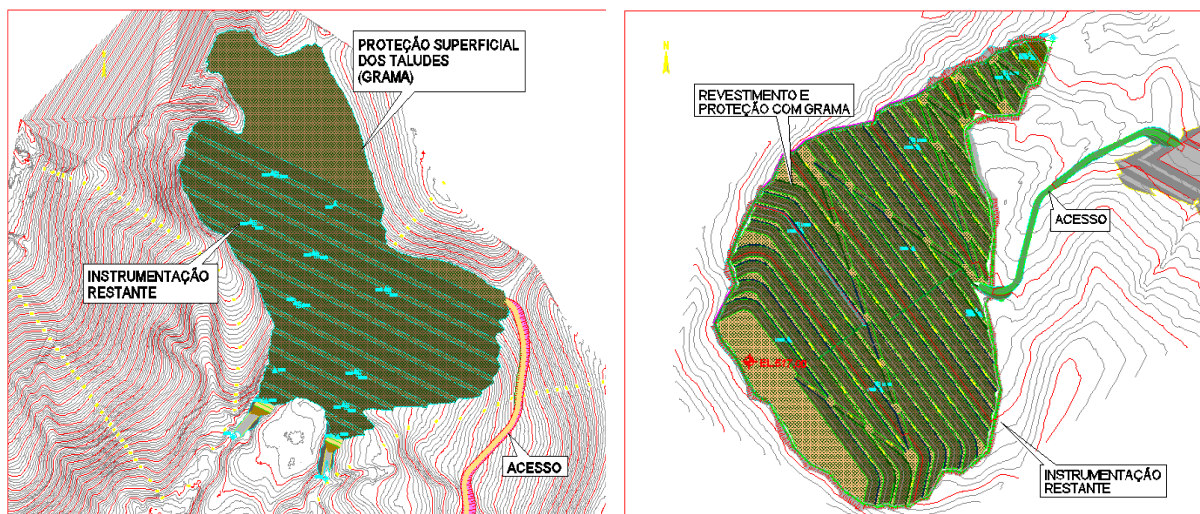 PROTEÇÃO SUPERFICIAL
DOS TALUDES
(GRAMA)
INSTRUMENTAÇÃO
RESTANTE
ACESSO
N
REVESTIMENTO E
PROTEÇÃO COM GRAMA
ACESSO
INSTRUMENTAÇÃO
RESTANTE